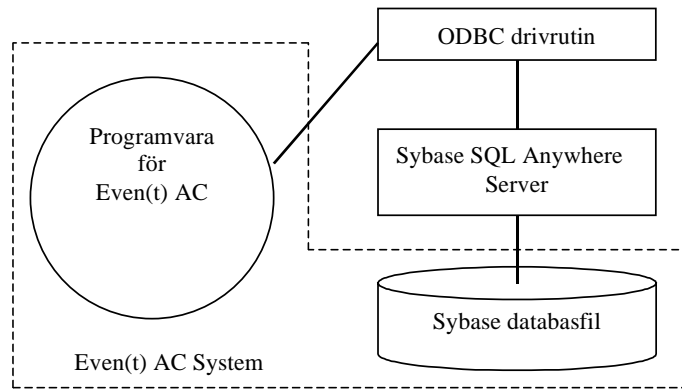 ODBC drivrutin
Programvara
för
Even(t) AC
Sybase SQL Anywhere
Server
Sybase databasfil
Even(t) AC System